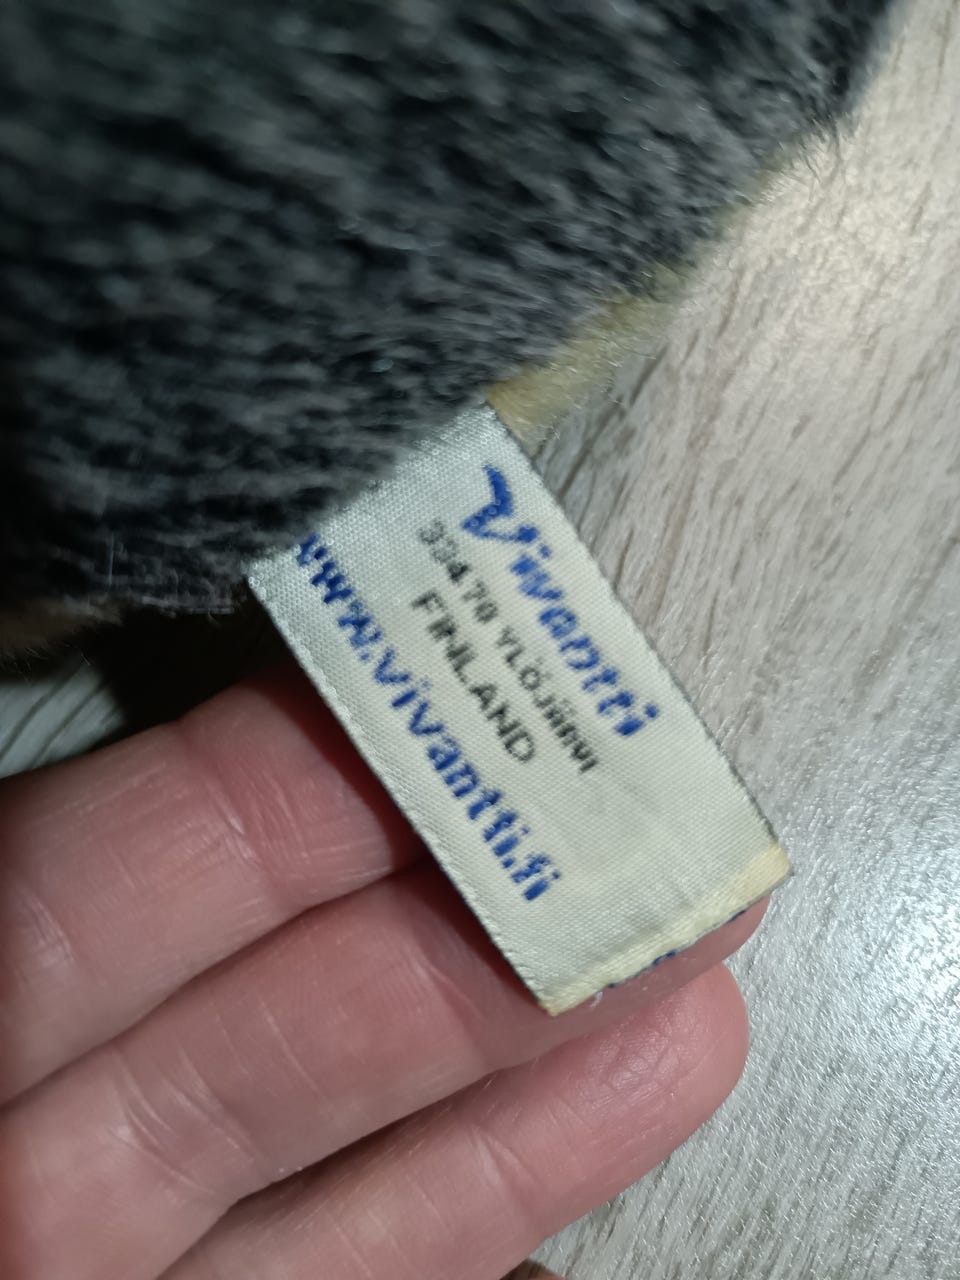 Vivantti
33470 YLÖJÄRVI
FINLAND
www.vivantti.fi